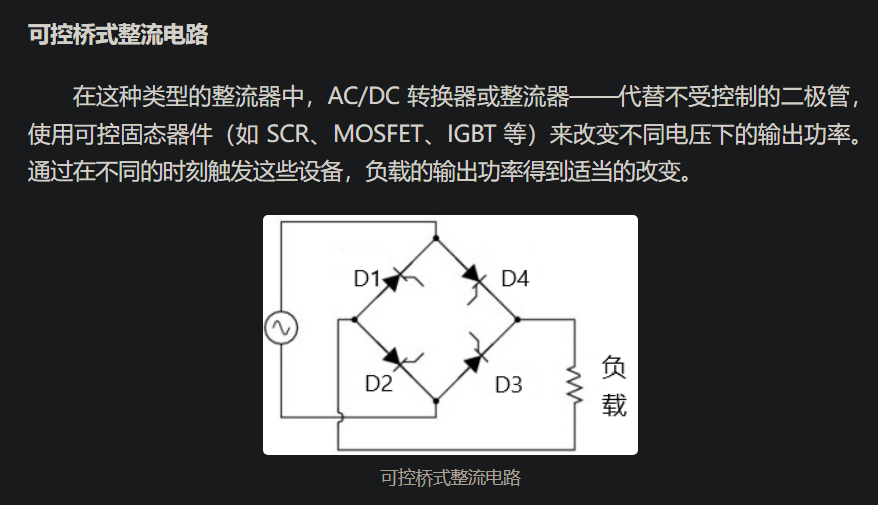 可控桥式整流电路
在这种类型的整流器中，AC/DC 转换器或整流器——代替不受控制的二极管，
使用可控固态器件（如 SCR、MOSFET、IGBT 等）来改变不同电压下的输出功率。
通过在不同的时刻触发这些设备，负载的输出功率得到适当的改变。
D1
D4
D2
D3
负
载
可控桥式整流电路